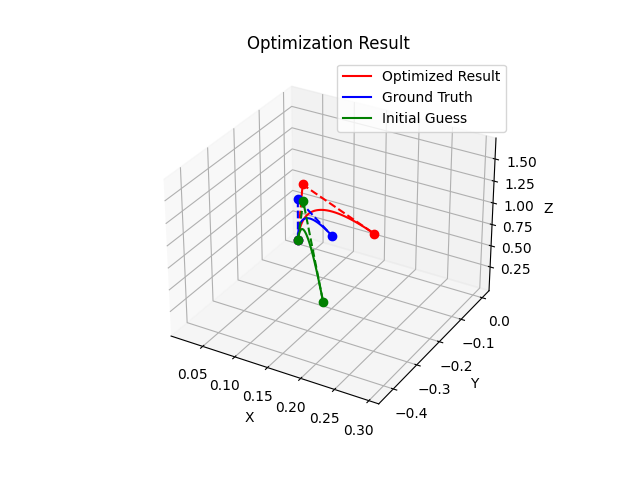 Optimization Result
Optimized Result
Ground Truth
Initial Guess
1.50
1.25
1.00
0.75
0.50
0.25
Z
0.0
−0.1
−0.2
−0.3
−0.4
Y
0.05
0.10
0.15
0.20
0.25
0.30
X